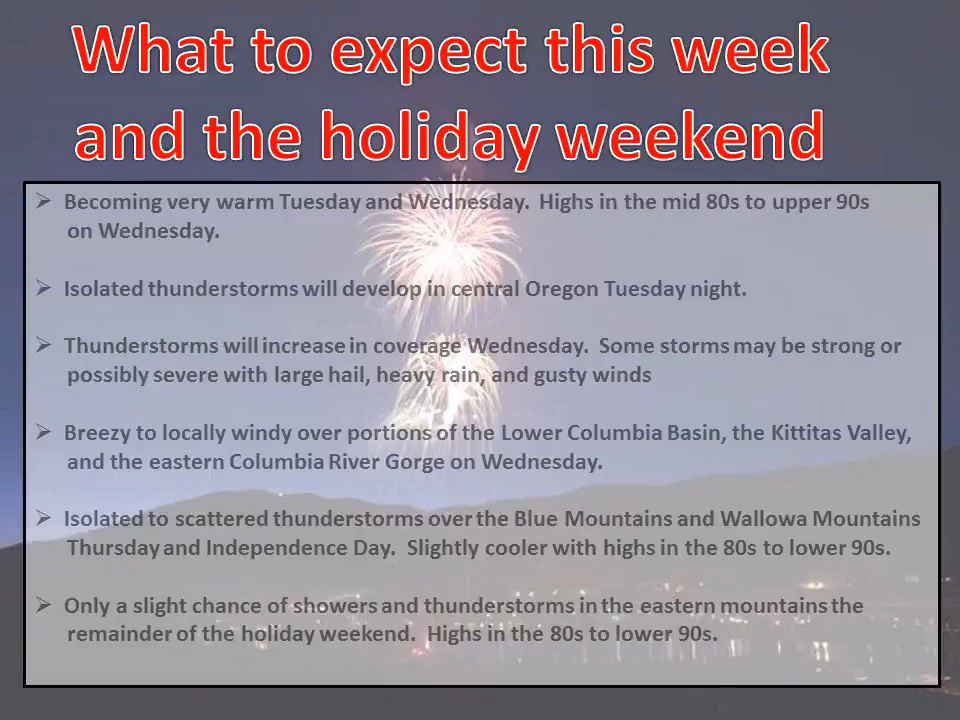 What to expect this week
and the holiday weekend
➢ Becoming very warm Tuesday and Wednesday. Highs in the mid 80s to upper 90s
on Wednesday.
➢ Isolated thunderstorms will develop in central Oregon Tuesday night.
➢ Thunderstorms will increase in coverage Wednesday. Some storms may be strong or
possibly severe with large hail, heavy rain, and gusty winds
➢ Breezy to locally windy over portions of the Lower Columbia Basin, the Kittitas Valley,
and the eastern Columbia River Gorge on Wednesday.
➢ Isolated to scattered thunderstorms over the Blue Mountains and Wallowa Mountains
Thursday and Independence Day. Slightly cooler with highs in the 80s to lower 90s.
➢ Only a slight chance of showers and thunderstorms in the eastern mountains the
remainder of the holiday weekend. Highs in the 80s to lower 90s.